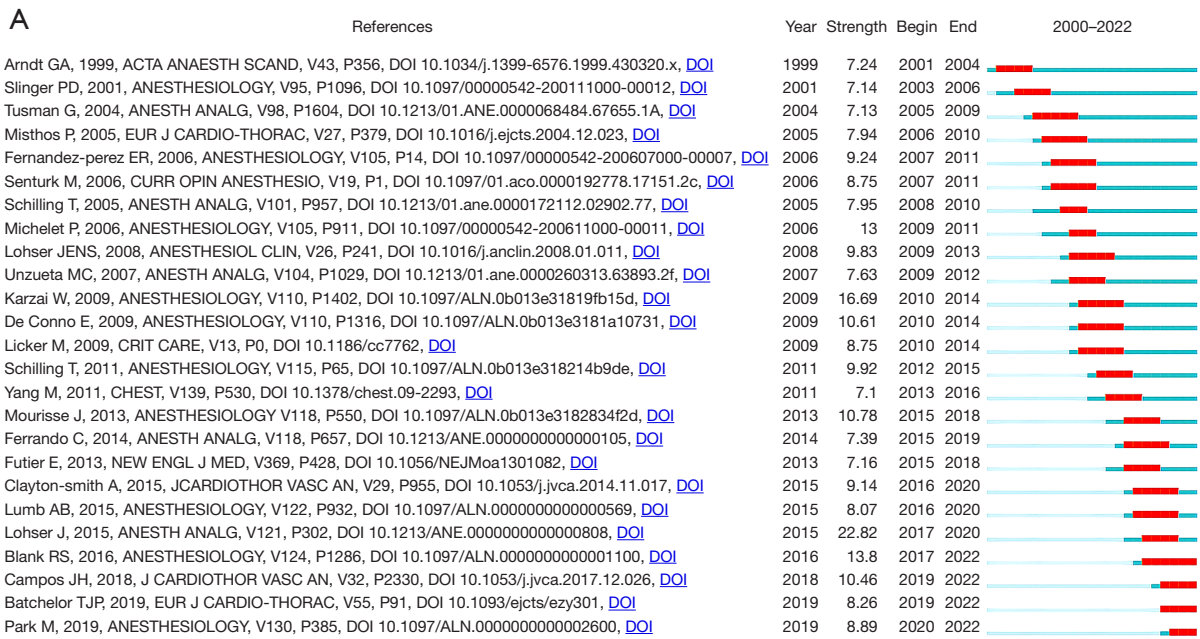 A
References Year Strength Begin End 2000–2022
Arndt GA, 1999, ACTA ANAESTH SCAND, V43, P356, DOI 10.1034/j.1399-6576.1999.430320.x, DOI 1999 7.24 2001 2004
Slinger PD, 2001, ANESTHESIOLOGY, V95, P1096, DOI 10.1097/00000542-200111000-00012, DOI 2001 7.14 2003 2006
Tusman G, 2004, ANESTH ANALG, V98, P1604, DOI 10.1213/01.ANE.0000068484.67655.1A, DOI 2004 7.13 2005 2009
Misthos P, 2005, EUR J CARDIO-THORAC, V27, P379, DOI 10.1016/j.ejcts.2004.12.023, DOI 2005 7.94 2006 2010
Fernandez-perez ER, 2006, ANESTHESIOLOGY, V105, P14, DOI 10.1097/00000542-200607000-00007, DOI 2006 9.24 2007 2011
Senturk M, 2006, CURR OPIN ANESTHESIO, V19, P1, DOI 10.1097/01.aco.0000192778.17151.2c, DOI 2006 8.75 2007 2011
Schilling T, 2005, ANESTH ANALG, V101, P957, DOI 10.1213/01.ane.0000172112.02902.77, DOI 2005 7.95 2008 2010
Michelet P, 2006, ANESTHESIOLOGY, V105, P911, DOI 10.1097/00000542-200611000-00011, DOI 2006 13 2009 2011
Lohser JENS, 2008, ANESTHESIOL CLIN, V26, P241, DOI 10.1016/j.anclin.2008.01.011, DOI 2008 9.83 2009 2013
Unzueta MC, 2007, ANESTH ANALG, V104, P1029, DOI 10.1213/01.ane.0000260313.63893.2f, DOI 2007 7.63 2009 2012
Karzai W, 2009, ANESTHESIOLOGY, V110, P1402, DOI 10.1097/ALN.0b013e31819fb15d, DOI 2009 16.69 2010 2014
De Conno E, 2009, ANESTHESIOLOGY, V110, P1316, DOI 10.1097/ALN.0b013e3181a10731, DOI 2009 10.61 2010 2014
Licker M, 2009, CRIT CARE, V13, P0, DOI 10.1186/cc7762, DOI 2009 8.75 2010 2014
Schilling T, 2011, ANESTHESIOLOGY, V115, P65, DOI 10.1097/ALN.0b013e318214b9de, DOI 2011 9.92 2012 2015
Yang M, 2011, CHEST, V139, P530, DOI 10.1378/chest.09-2293, DOI 2011 7.1 2013 2016
Mourisse J, 2013, ANESTHESIOLOGY V118, P550, DOI 10.1097/ALN.0b013e3182834f2d, DOI 2013 10.78 2015 2018
Ferrando C, 2014, ANESTH ANALG, V118, P657, DOI 10.1213/ANE.0000000000000105, DOI 2014 7.39 2015 2019
Futier E, 2013, NEW ENGL J MED, V369, P428, DOI 10.1056/NEJMoa1301082, DOI 2013 7.16 2015 2018
Clayton-smith A, 2015, JCARDIOTHOR VASC AN, V29, P955, DOI 10.1053/j.jvca.2014.11.017, DOI 2015 9.14 2016 2020
Lumb AB, 2015, ANESTHESIOLOGY, V122, P932, DOI 10.1097/ALN.0000000000000569, DOI 2015 8.07 2016 2020
Lohser J, 2015, ANESTH ANALG, V121, P302, DOI 10.1213/ANE.0000000000000808, DOI 2015 22.82 2017 2020
Blank RS, 2016, ANESTHESIOLOGY, V124, P1286, DOI 10.1097/ALN.0000000000001100, DOI 2016 13.8 2017 2022
Campos JH, 2018, J CARDIOTHOR VASC AN, V32, P2330, DOI 10.1053/j.jvca.2017.12.026, DOI 2018 10.46 2019 2022
Batchelor TJP, 2019, EUR J CARDIO-THORAC, V55, P91, DOI 10.1093/ejcts/ezy301, DOI 2019 8.26 2019 2022
Park M, 2019, ANESTHESIOLOGY, V130, P385, DOI 10.1097/ALN.0000000000002600, DOI 2019 8.89 2020 2022